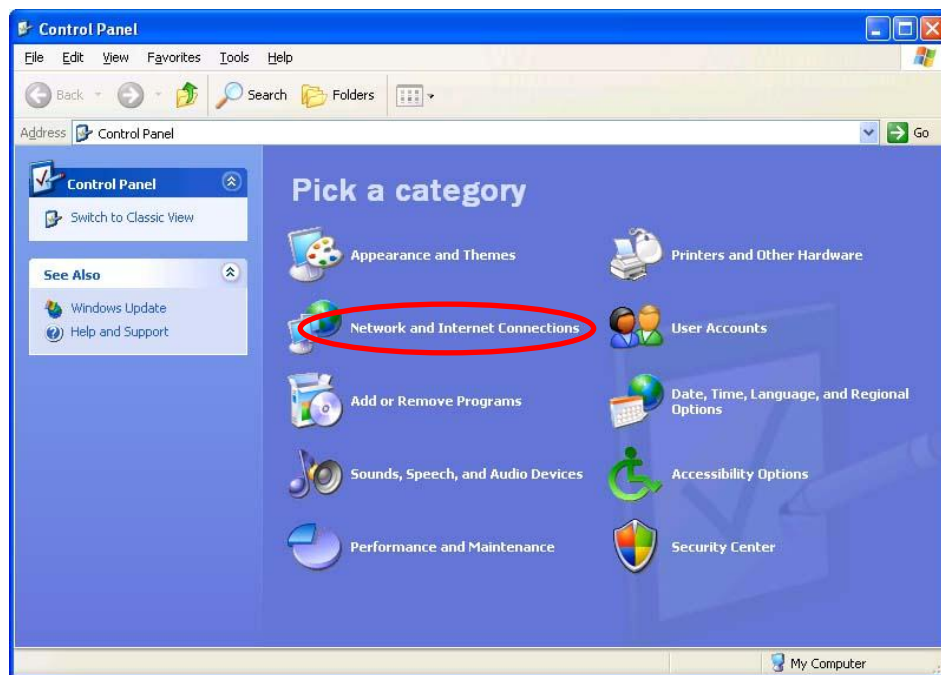 Control Panel
File Edit View Favorites Tools Help
Back Search Folders
Address Control Panel Go
Control Panel
Switch to Classic View
See Also
Windows Update
Help and Support
Pick a category
Appearance and Themes
Printers and Other Hardware
Network and Internet Connections
User Accounts
Add or Remove Programs
Date, Time, Language, and Regional
Options
Sounds, Speech, and Audio Devices
Accessibility Options
Performance and Maintenance
Security Center
My Computer